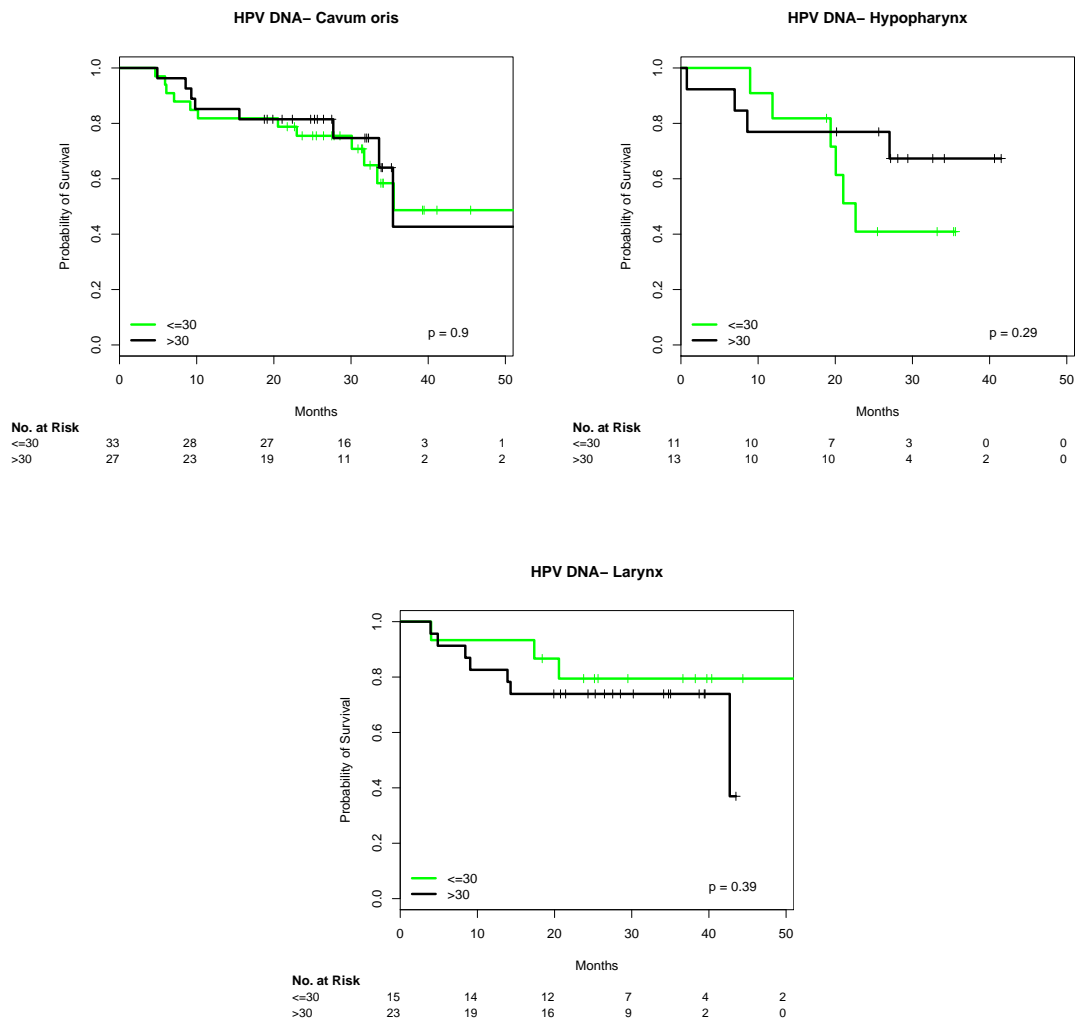 HPV DNA− Cavum oris
Probability of Survival
1.0
0.8
0.6
0.4
0.2
0.0
<=30
>30
p = 0.9
0 10 20 30 40 50
Months
No. at Risk
<=30 33 28 27 16 3 1
>30 27 23 19 11 2 2
HPV DNA− Hypopharynx
Probability of Survival
1.0
0.8
0.6
0.4
0.2
0.0
<=30
>30
p = 0.29
0 10 20 30 40 50
Months
No. at Risk
<=30 11 10 7 3 0 0
>30 13 10 10 4 2 0
HPV DNA− Larynx
Probability of Survival
1.0
0.8
0.6
0.4
0.2
0.0
<=30
>30
p = 0.39
0 10 20 30 40 50
Months
No. at Risk
<=30 15 14 12 7 4 2
>30 23 19 16 9 2 0